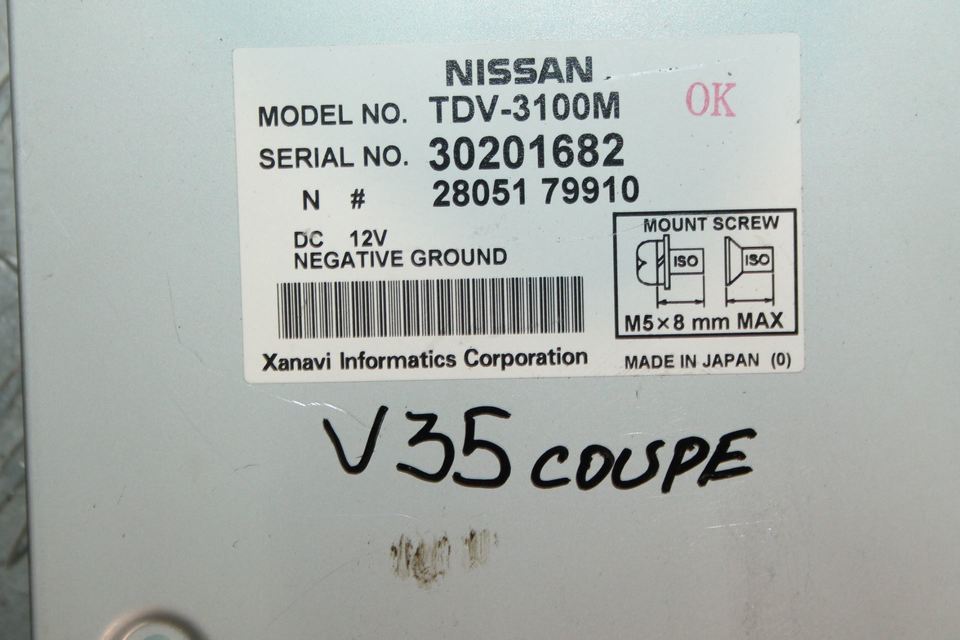 NISSAN
MODEL NO. TDV-3100M
OK
SERIAL NO. 30201682
N # 28051 79910
DC 12V
NEGATIVE GROUND
MOUNT SCREW
ISO ISO
M5×8 mm MAX
Xanavi Informatics Corporation
MADE IN JAPAN (0)
V35 COUPE